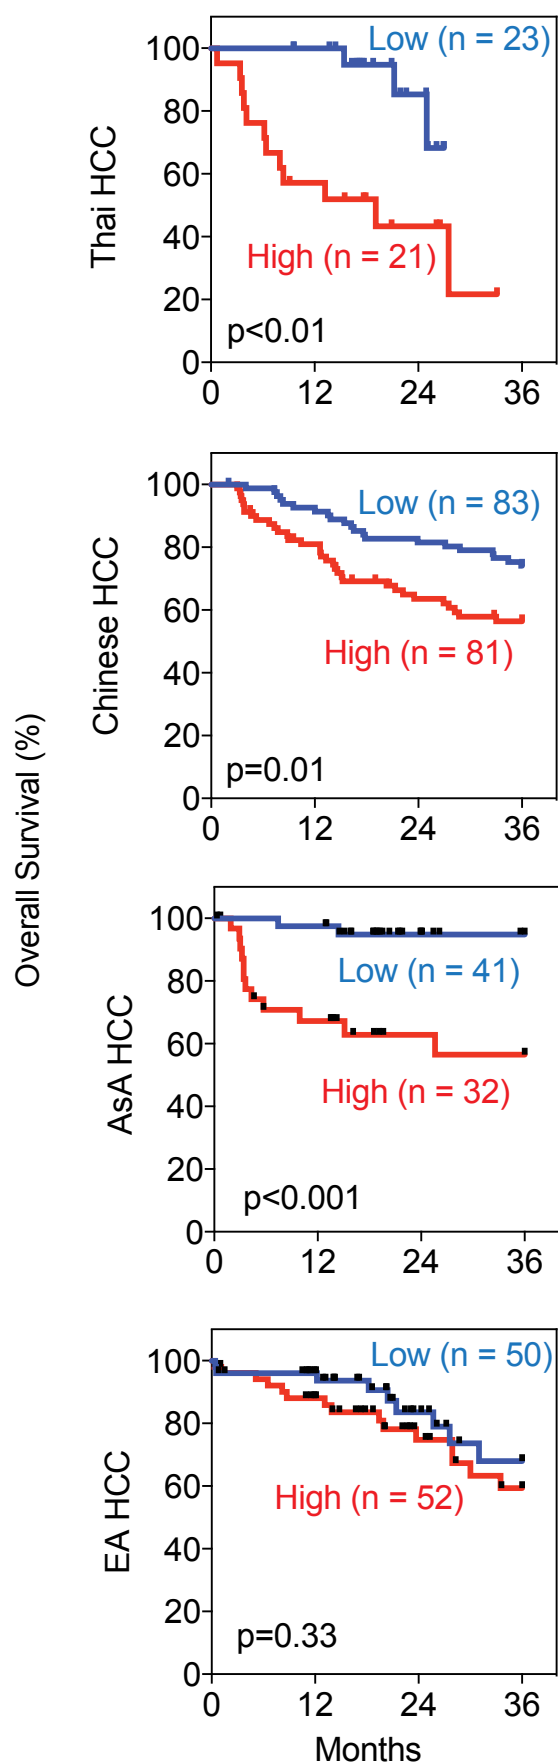 Overall Survival (%)
Thai HCC
100
80
60
40
20
0
Low (n = 23)
High (n = 21)
p<0.01
0 12 24 36
Chinese HCC
100
80
60
40
20
0
Low (n = 83)
High (n = 81)
p=0.01
0 12 24 36
AsA HCC
100
80
60
40
20
0
Low (n = 41)
High (n = 32)
p<0.001
0 12 24 36
EA HCC
100
80
60
40
20
0
Low (n = 50)
High (n = 52)
p=0.33
0 12 24 36
Months